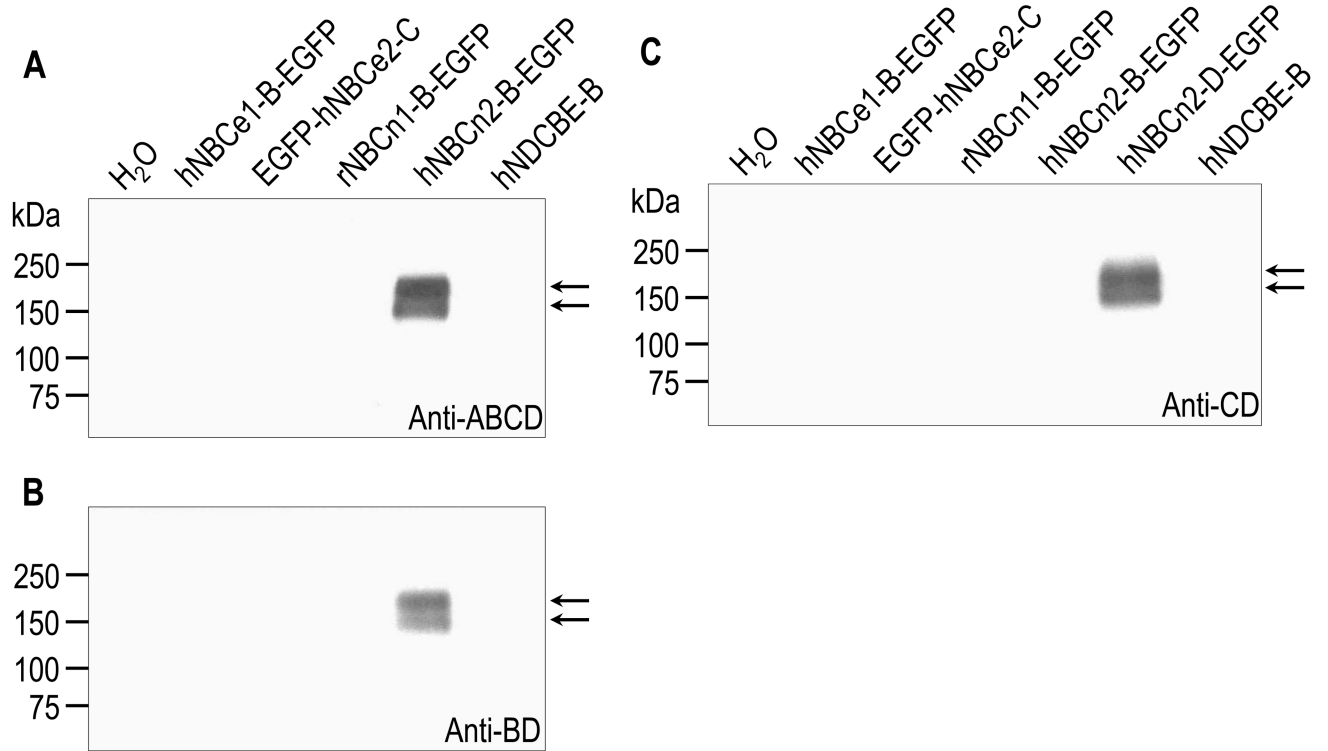 A
H₂O
hNBCe1-B-EGFP
EGFP-hNBCe2-C
rNBCn1-B-EGFP
hNBCn2-B-EGFP
hNDCBE-B
kDa
250
150
100
75
Anti-ABCD
B
250
150
100
75
Anti-BD
C
H₂O
hNBCe1-B-EGFP
EGFP-hNBCe2-C
rNBCn1-B-EGFP
hNBCn2-B-EGFP
hNBCn2-D-EGFP
hNDCBE-B
kDa
250
150
100
75
Anti-CD